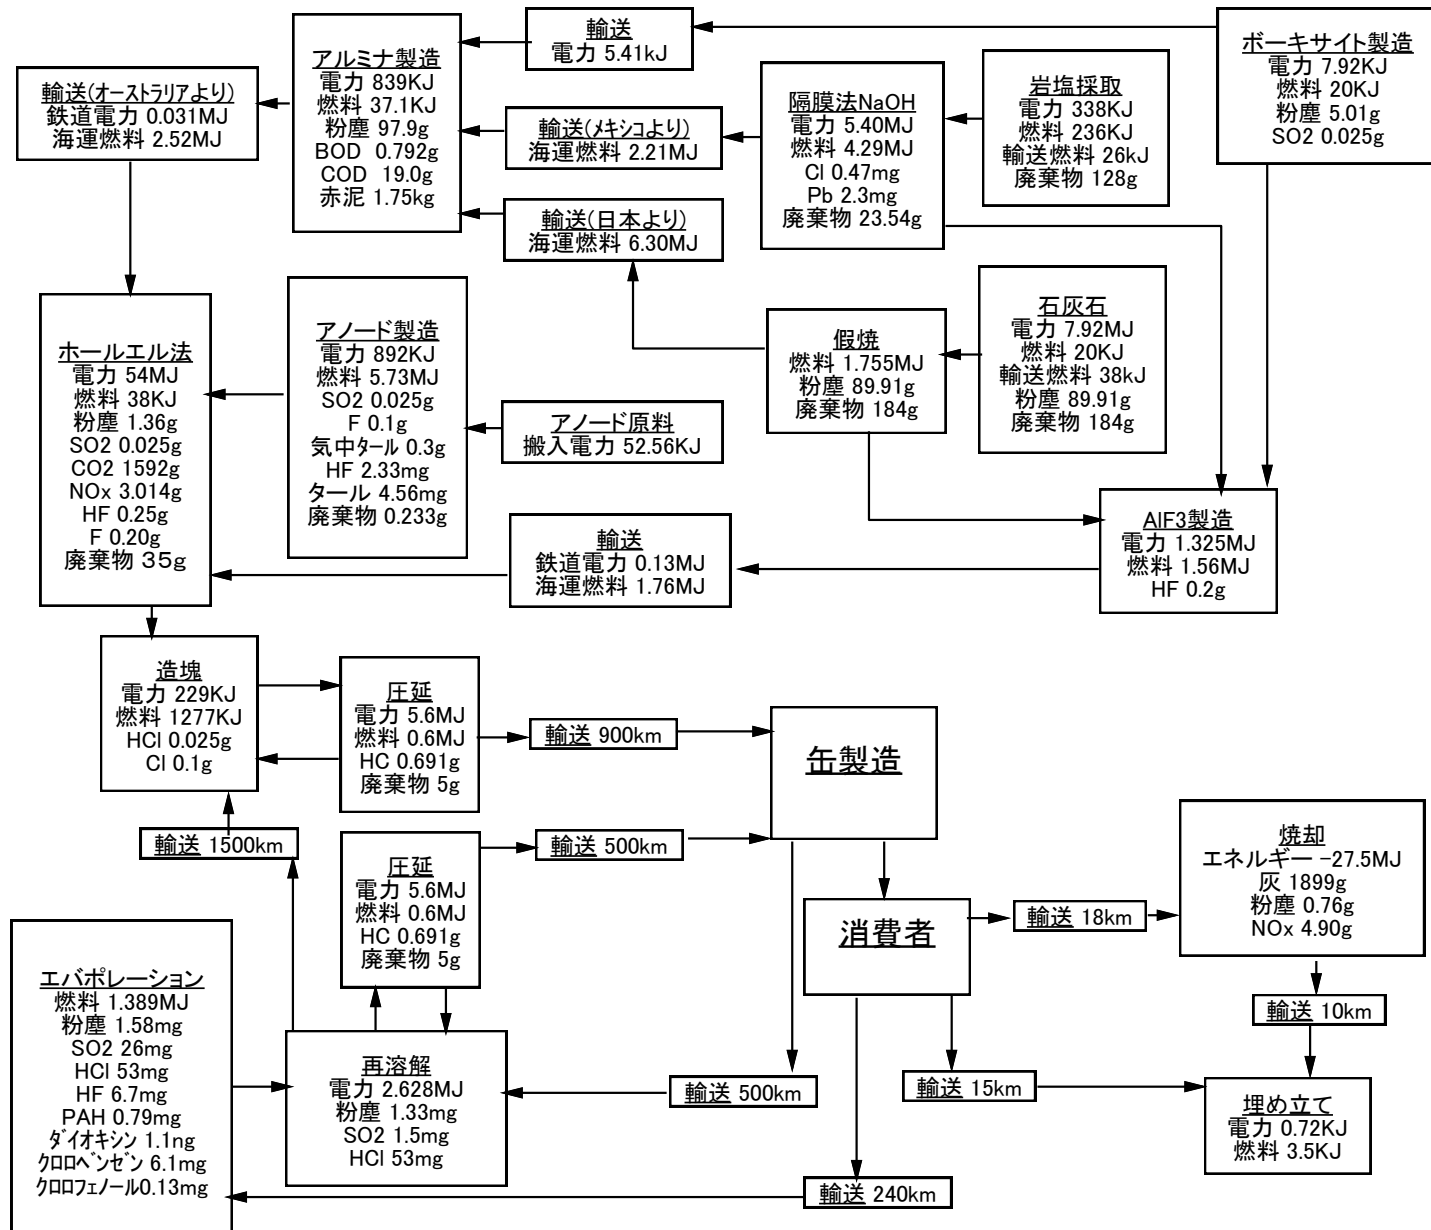 輸送
電力 5.41kJ
ボーキサイト製造
電力 7.92KJ
燃料 20KJ
粉塵 5.01g
SO2 0.025g
アルミナ製造
電力 839KJ
燃料 37.1KJ
粉塵 97.9g
BOD 0.792g
COD 19.0g
赤泥 1.75kg
輸送(オーストラリアより)
鉄道電力 0.031MJ
海運燃料 2.52MJ
輸送(メキシコより)
海運燃料 2.21MJ
隔膜法NaOH
電力 5.40MJ
燃料 4.29MJ
Cl 0.47mg
Pb 2.3mg
廃棄物 23.54g
岩塩採取
電力 338KJ
燃料 236KJ
輸送燃料 26kJ
廃棄物 128g
輸送(日本より)
海運燃料 6.30MJ
ホールエル法
電力 54MJ
燃料 38KJ
粉塵 1.36g
SO2 0.025g
CO2 1592g
NOx 3.014g
HF 0.25g
F 0.20g
廃棄物 35g
アノード製造
電力 892KJ
燃料 5.73MJ
SO2 0.025g
F 0.1g
気中タール 0.3g
HF 2.33mg
タール 4.56mg
廃棄物 0.233g
アノード原料
搬入電力 52.56KJ
假焼
燃料 1.755MJ
粉塵 89.91g
廃棄物 184g
石灰石
電力 7.92MJ
燃料 20KJ
輸送燃料 38kJ
粉塵 89.91g
廃棄物 184g
輸送
鉄道電力 0.13MJ
海運燃料 1.76MJ
AlF3製造
電力 1.325MJ
燃料 1.56MJ
HF 0.2g
造塊
電力 229KJ
燃料 1277KJ
HCl 0.025g
Cl 0.1g
圧延
電力 5.6MJ
燃料 0.6MJ
HC 0.691g
廃棄物 5g
輸送 900km
缶製造
輸送 1500km
圧延
電力 5.6MJ
燃料 0.6MJ
HC 0.691g
廃棄物 5g
輸送 500km
消費者
輸送 18km
焼却
エネルギー -27.5MJ
灰 1899g
粉塵 0.76g
NOx 4.90g
エバポレーション
燃料 1.389MJ
粉塵 1.58mg
SO2 26mg
HCl 53mg
HF 6.7mg
PAH 0.79mg
ダイオキシン 1.1ng
クロロベンゼン 6.1mg
クロロフェノール0.13mg
再溶解
電力 2.628MJ
粉塵 1.33mg
SO2 1.5mg
HCl 53mg
輸送 500km
輸送 15km
輸送 10km
埋め立て
電力 0.72KJ
燃料 3.5KJ
輸送 240km